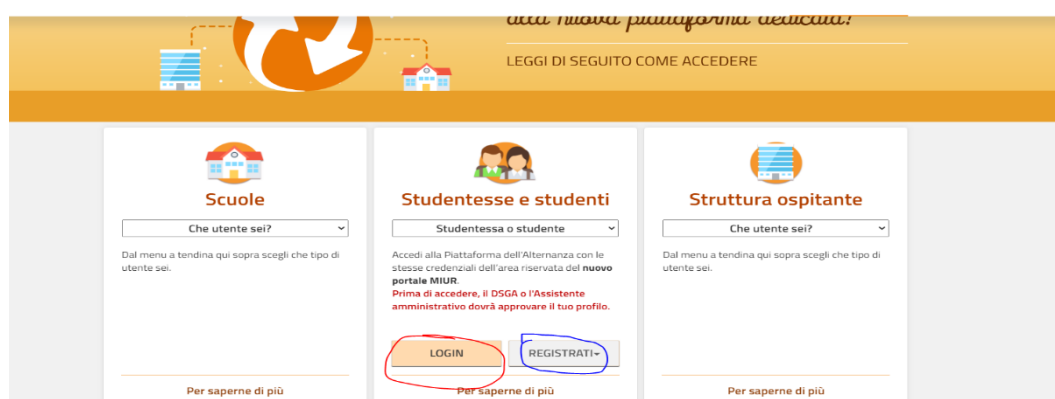 alla nuova piattaforma dedicata!
LEGGI DI SEGUITO COME ACCEDERE
Scuole
Che utente sei?
Dal menu a tendina qui sopra scegli che tipo di
utente sei.
Per saperne di più
Studentesse e studenti
Studentessa o studente
Accedi alla Piattaforma dell'Alternanza con le
stesse credenziali dell'area riservata del nuovo
portale MIUR.
Prima di accedere, il DSGA o l'Assistente
amministrativo dovrà approvare il tuo profilo.
LOGIN
REGISTRATI
Per saperne di più
Struttura ospitante
Che utente sei?
Dal menu a tendina qui sopra scegli che tipo di
utente sei.
Per saperne di più